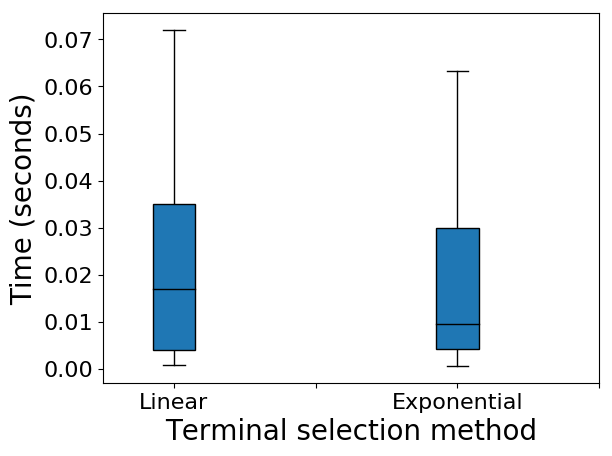 Time (seconds)
0.07
0.06
0.05
0.04
0.03
0.02
0.01
0.00
Linear
Exponential
Terminal selection method